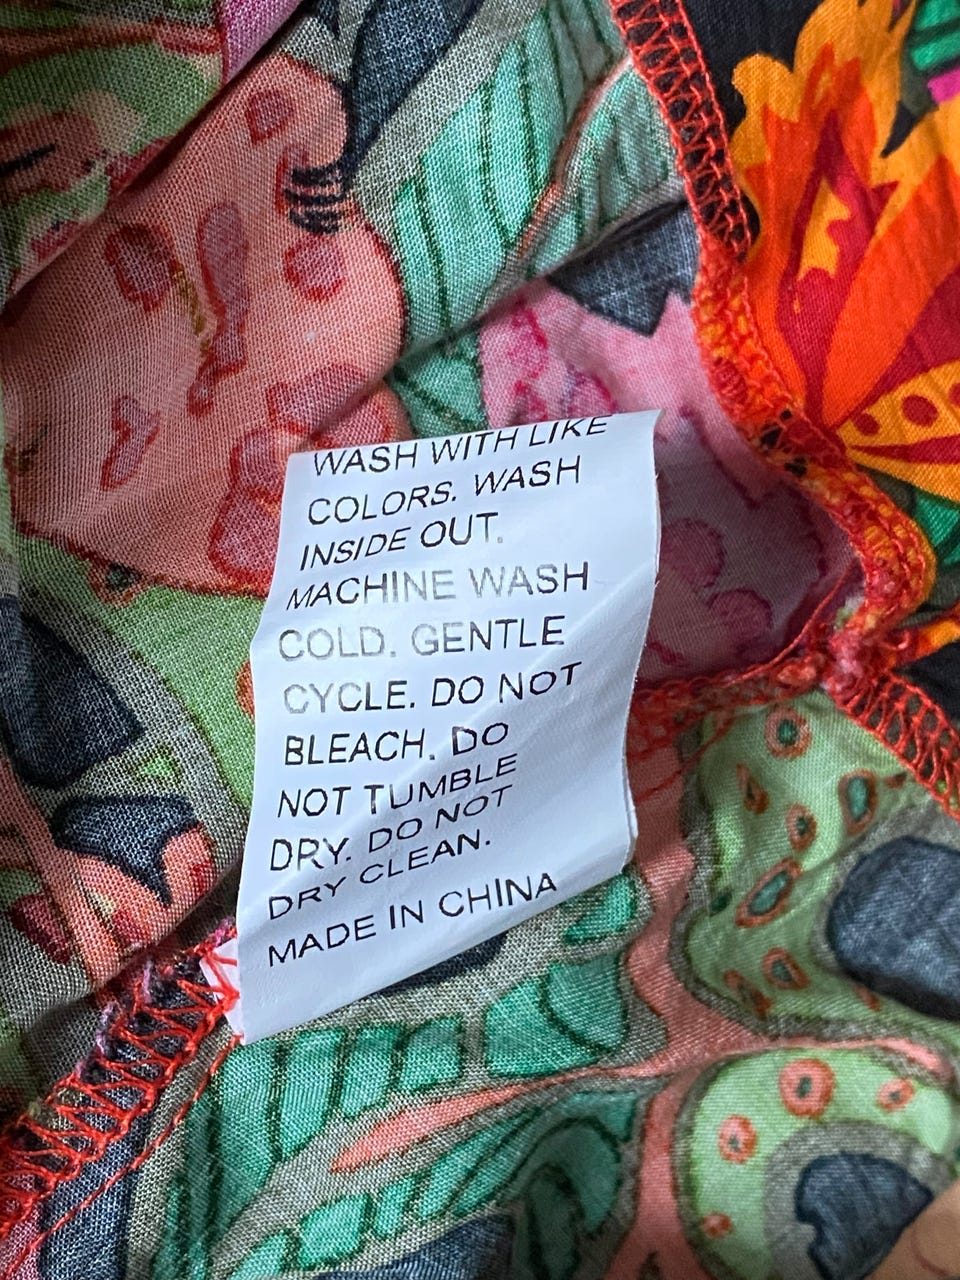 WASH WITH LIKE
COLORS. WASH
INSIDE OUT.
MACHINE WASH
COLD. GENTLE
CYCLE. DO NOT
BLEACH. DO
NOT TUMBLE
DRY. DO NOT
DRY CLEAN.
MADE IN CHINA